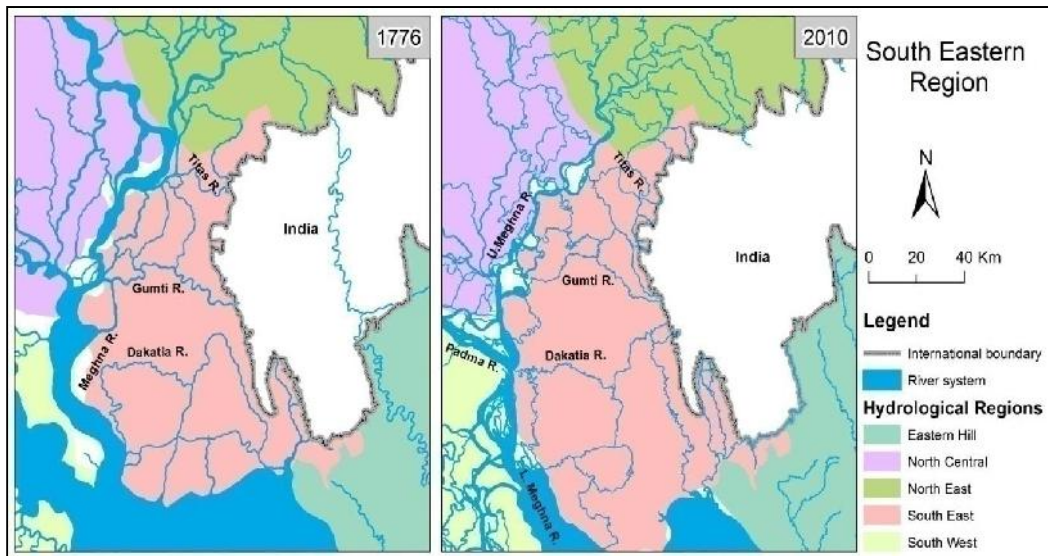 1776
Titas R.
India
Gumti R.
Meghna R.
Dakatia R.
2010
Titas R.
U.Meghna R.
India
Gumti R.
Padma R.
Dakatia R.
L. Meghna R.
South Eastern
Region
N
0 20 40 Km
Legend
International boundary
River system
Hydrological Regions
Eastern Hill
North Central
North East
South East
South West